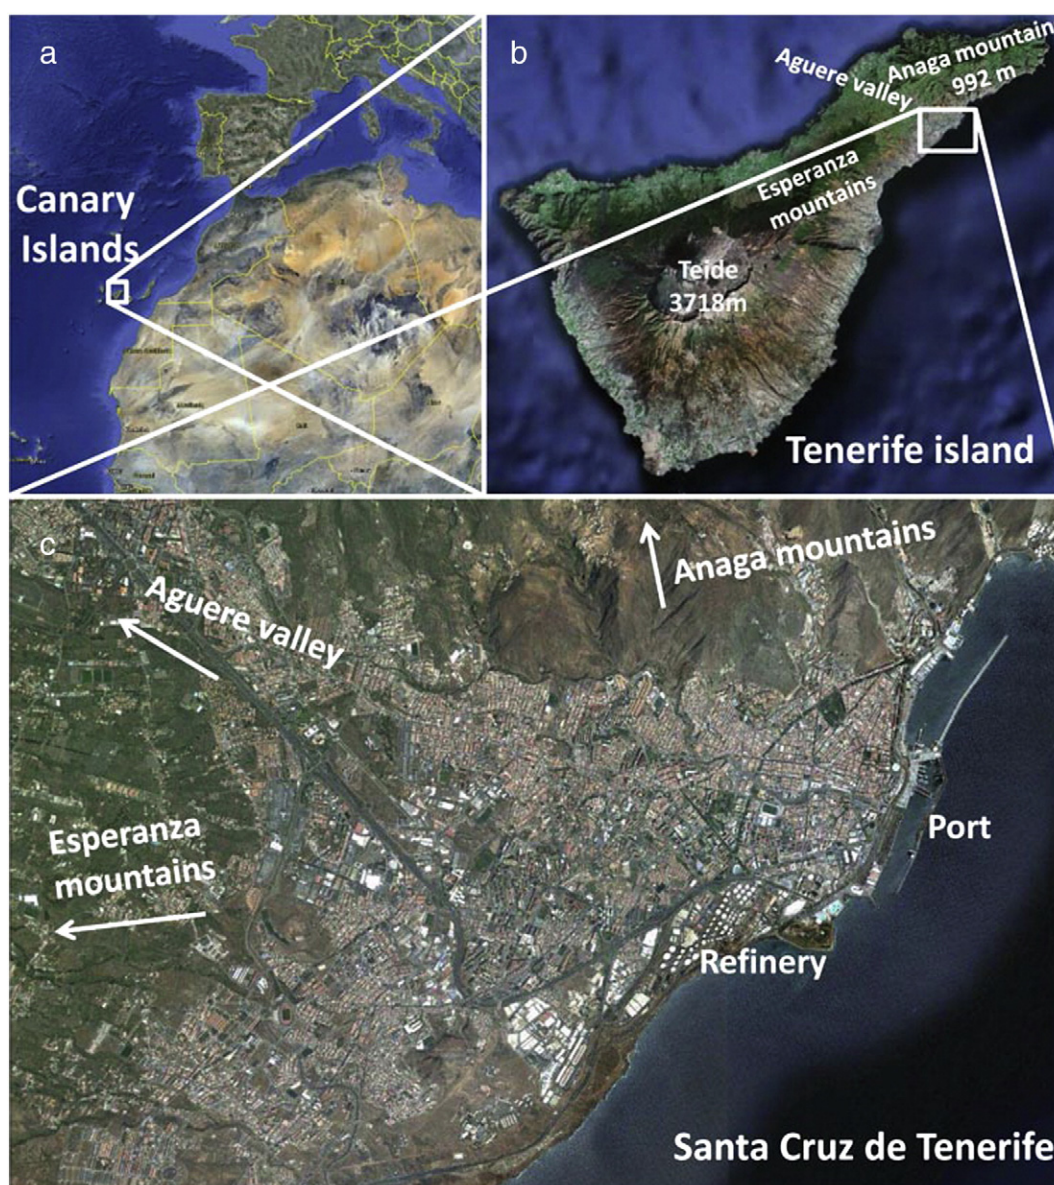 a
Canary
Islands
b
Aguere valley
Anaga mountain
992 m
Esperanza
mountains
Teide
3718m
Tenerife island
c
Aguere valley
Anaga mountains
Esperanza
mountains
Port
Refinery
Santa Cruz de Tenerife